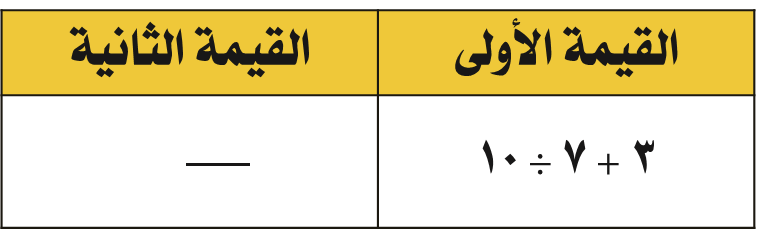 القيمة الأولى القيمة الثانية
٣ + ٧ ÷ ١٠